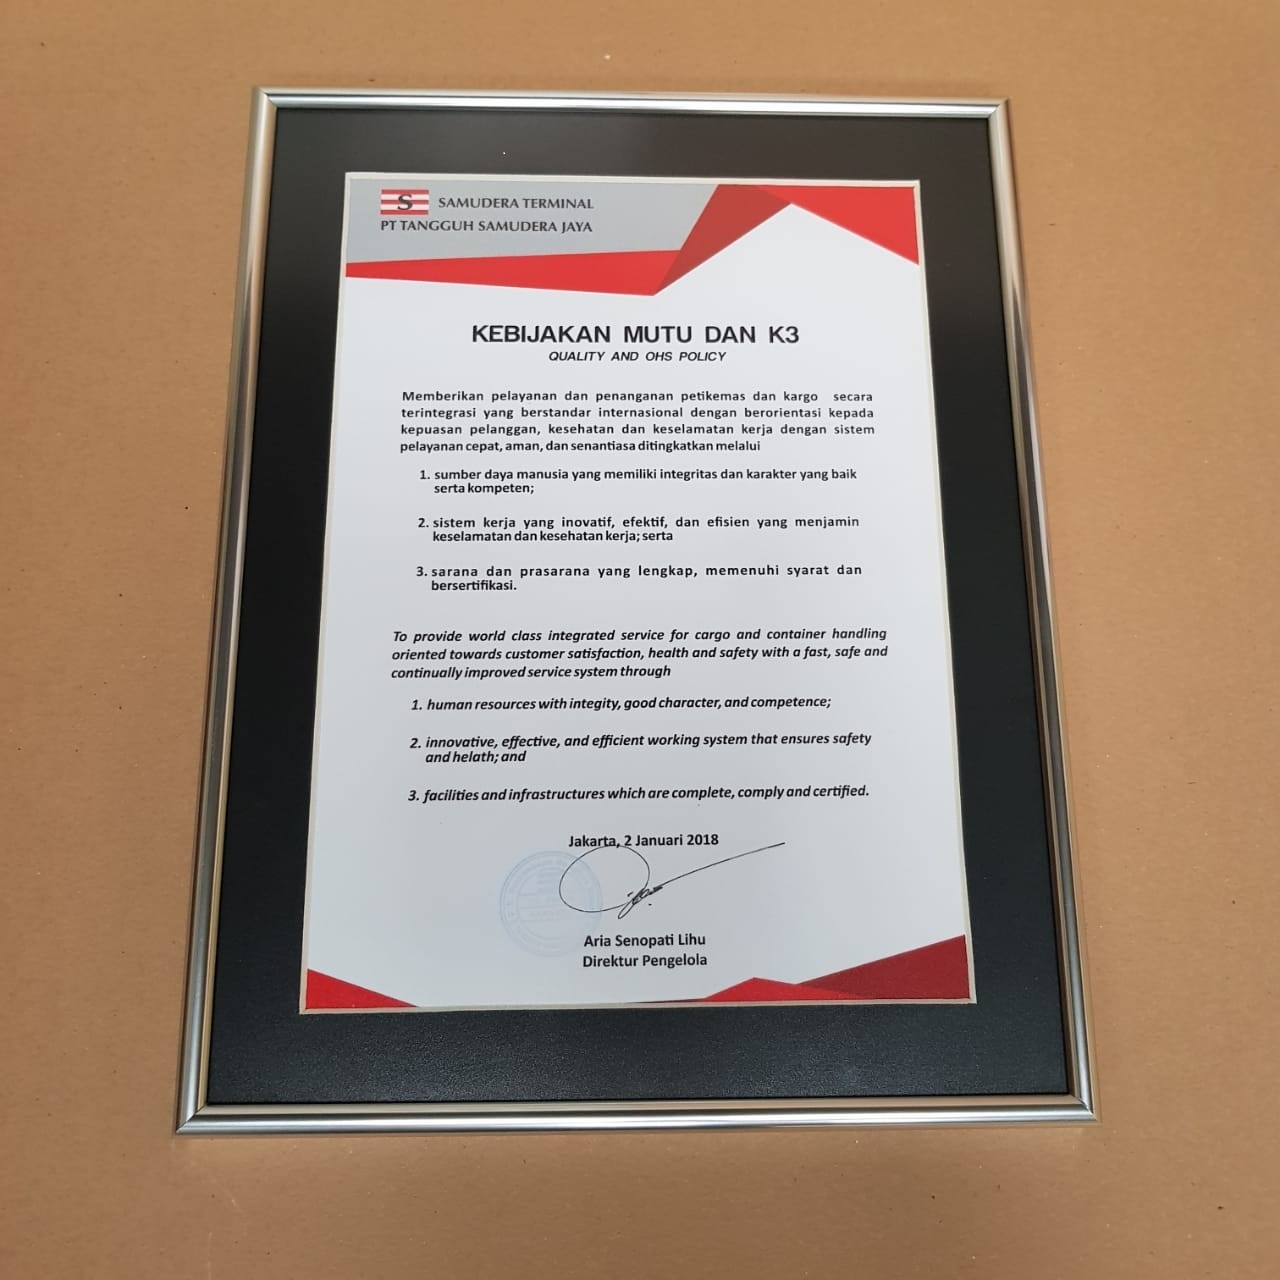 S SAMUDERA TERMINAL
PT TANGGUH SAMUDERA JAYA
KEBIJAKAN MUTU DAN K3
QUALITY AND OHS POLICY
Memberikan pelayanan dan penanganan petikemas dan kargo secara
terintegrasi yang berstandar internasional dengan berorientasi kepada
kepuasan pelanggan, kesehatan dan keselamatan kerja dengan sistem
pelayanan cepat, aman, dan senantiasa ditingkatkan melalui
1. sumber daya manusia yang memiliki integritas dan karakter yang baik
serta kompeten;
2. sistem kerja yang inovatif, efektif, dan efisien yang menjamin
keselamatan dan kesehatan kerja; serta
3. sarana dan prasarana yang lengkap, memenuhi syarat dan
bersertifikasi.
To provide world class integrated service for cargo and container handling
oriented towards customer satisfaction, health and safety with a fast, safe and
continually improved service system through
1. human resources with integity, good character, and competence;
2. innovative, effective, and efficient working system that ensures safety
and helath; and
3. facilities and infrastructures which are complete, comply and certified.
Jakarta, 2 Januari 2018
Aria Senopati Lihu
Direktur Pengelola